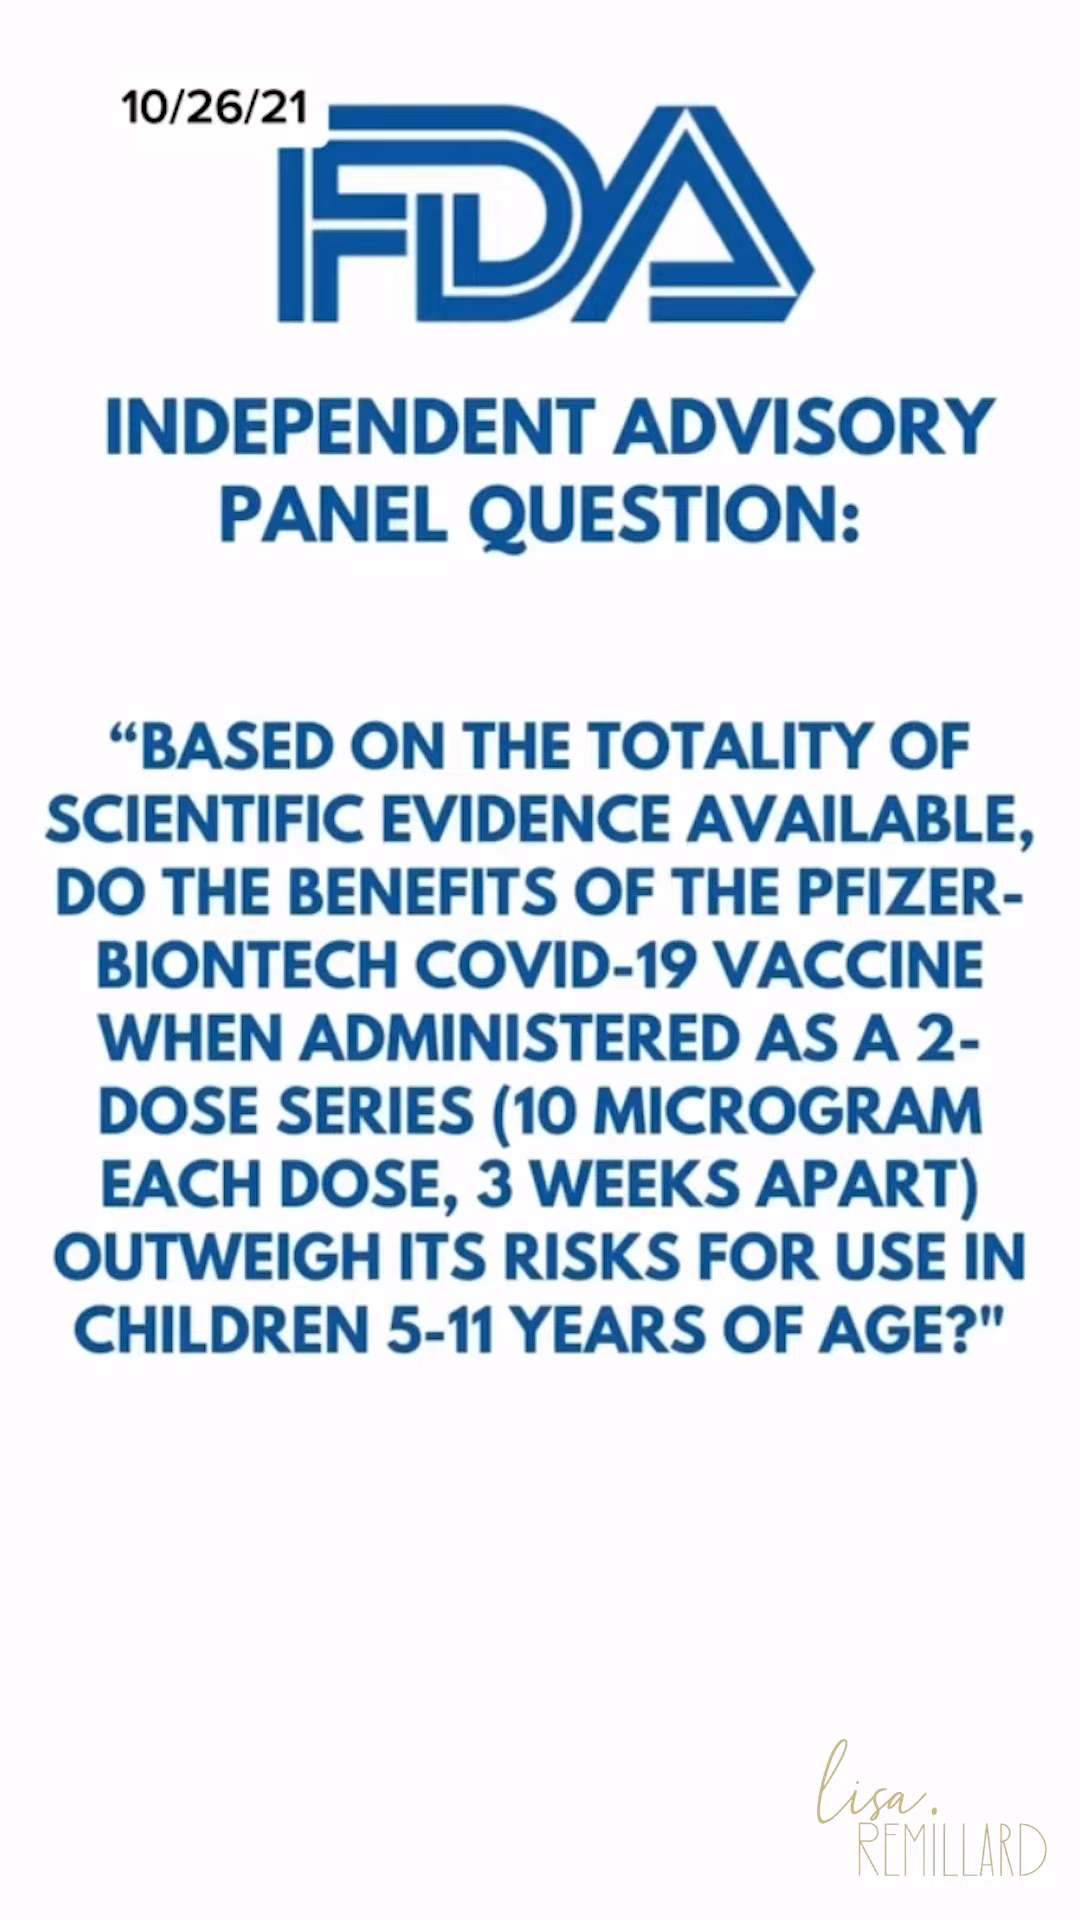 10/26/21
FDA
INDEPENDENT ADVISORY
PANEL QUESTION:
“BASED ON THE TOTALITY OF
SCIENTIFIC EVIDENCE AVAILABLE,
DO THE BENEFITS OF THE PFIZER-
BIONTECH COVID-19 VACCINE
WHEN ADMINISTERED AS A 2-
DOSE SERIES (10 MICROGRAM
EACH DOSE, 3 WEEKS APART)
OUTWEIGH ITS RISKS FOR USE IN
CHILDREN 5-11 YEARS OF AGE?"
lisa.
REMILLARD